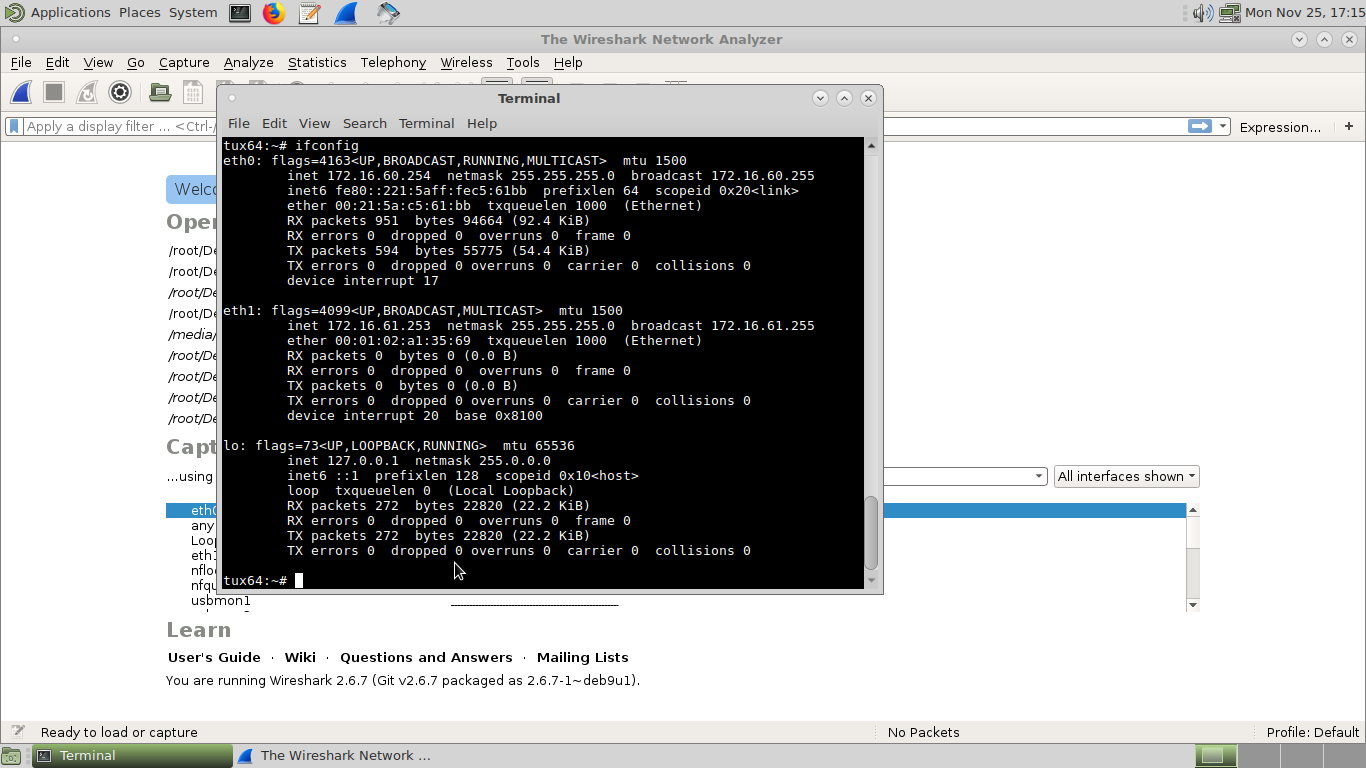 Applications Places System Mon Nov 25, 17:15
The Wireshark Network Analyzer
File Edit View Go Capture Analyze Statistics Telephony Wireless Tools Help
Apply a display filter ... <Ctrl-/ Expression... +
Terminal
File Edit View Search Terminal Help
tux64:~# ifconfig
eth0: flags=4163<UP,BROADCAST,RUNNING,MULTICAST>  mtu 1500
        inet 172.16.60.254  netmask 255.255.255.0  broadcast 172.16.60.255
        inet6 fe80::221:5aff:fec5:61bb  prefixlen 64  scopeid 0x20<link>
        ether 00:21:5a:c5:61:bb  txqueuelen 1000  (Ethernet)
        RX packets 951  bytes 94664 (92.4 KiB)
        RX errors 0  dropped 0  overruns 0  frame 0
        TX packets 594  bytes 55775 (54.4 KiB)
        TX errors 0  dropped 0 overruns 0  carrier 0  collisions 0
        device interrupt 17
eth1: flags=4099<UP,BROADCAST,MULTICAST>  mtu 1500
        inet 172.16.61.253  netmask 255.255.255.0  broadcast 172.16.61.255
        ether 00:01:02:a1:35:69  txqueuelen 1000  (Ethernet)
        RX packets 0  bytes 0 (0.0 B)
        RX errors 0  dropped 0  overruns 0  frame 0
        TX packets 0  bytes 0 (0.0 B)
        TX errors 0  dropped 0 overruns 0  carrier 0  collisions 0
        device interrupt 20  base 0x8100
lo: flags=73<UP,LOOPBACK,RUNNING>  mtu 65536
        inet 127.0.0.1  netmask 255.0.0.0
        inet6 ::1  prefixlen 128  scopeid 0x10<host>
        loop  txqueuelen 0  (Local Loopback)
        RX packets 272  bytes 22820 (22.2 KiB)
        RX errors 0  dropped 0  overruns 0  frame 0
        TX packets 272  bytes 22820 (22.2 KiB)
        TX errors 0  dropped 0 overruns 0  carrier 0  collisions 0
tux64:~#
Welc
Oper
/root/De
/root/De
/root/De
/root/De
/media/
/root/De
/root/De
/root/De
/root/De
Capt
...using All interfaces shown
eth0
any
Loop
eth1
nflo
nfqu
usbmon1
Learn
User's Guide · Wiki · Questions and Answers · Mailing Lists
You are running Wireshark 2.6.7 (Git v2.6.7 packaged as 2.6.7-1~deb9u1).
Ready to load or capture No Packets Profile: Default
Terminal The Wireshark Network ...